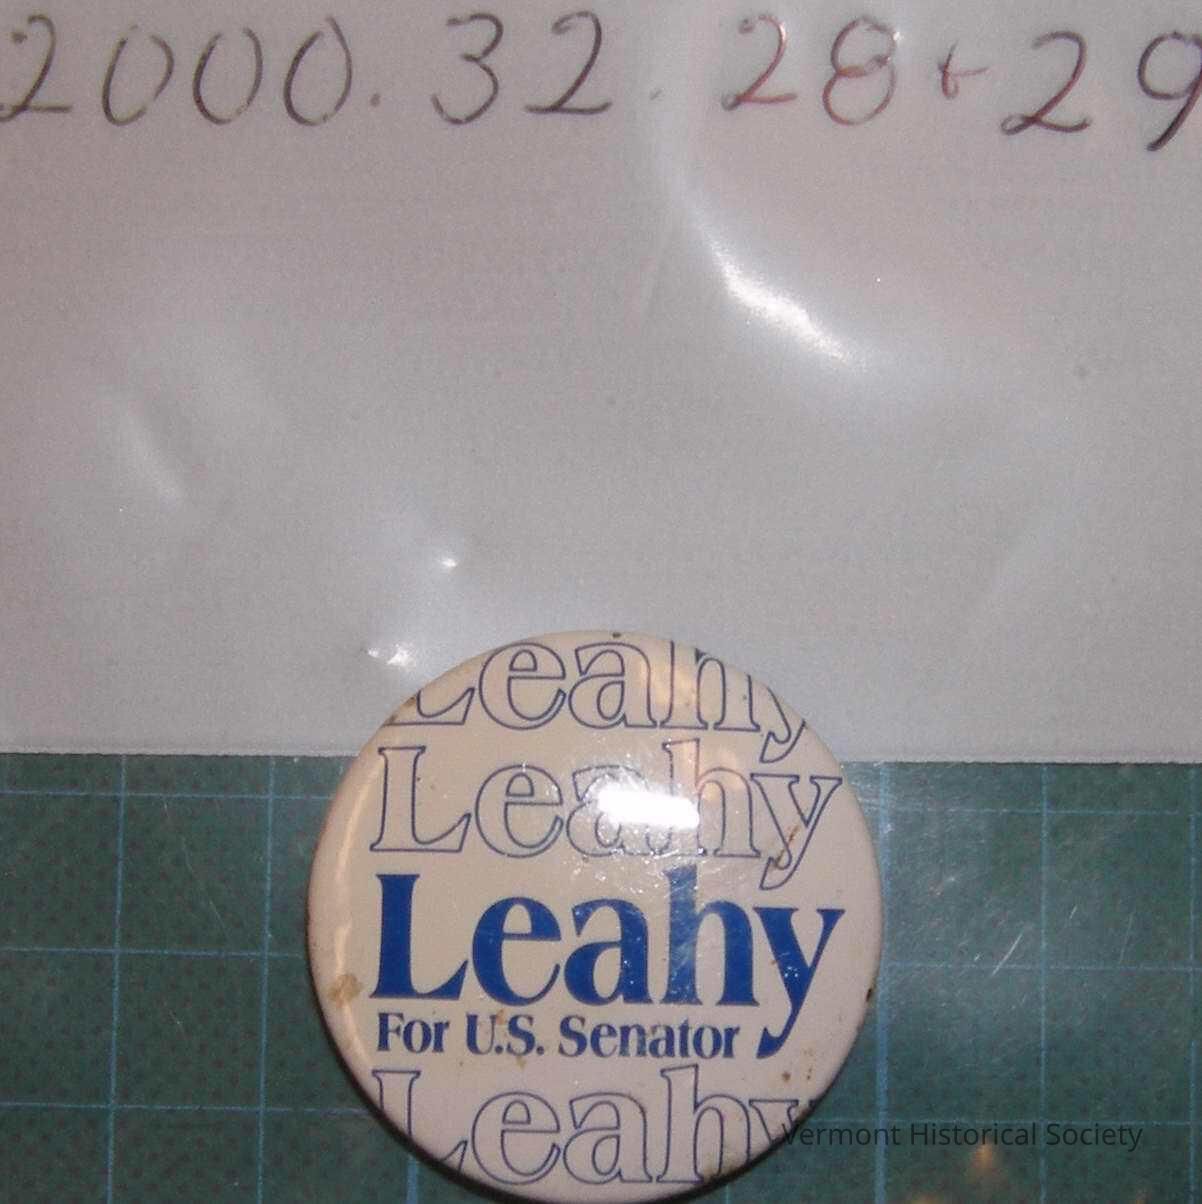 2000.32.28+29
Leahy
Leahy
Leahy
For U.S. Senator
Leahy
Vermont Historical Society